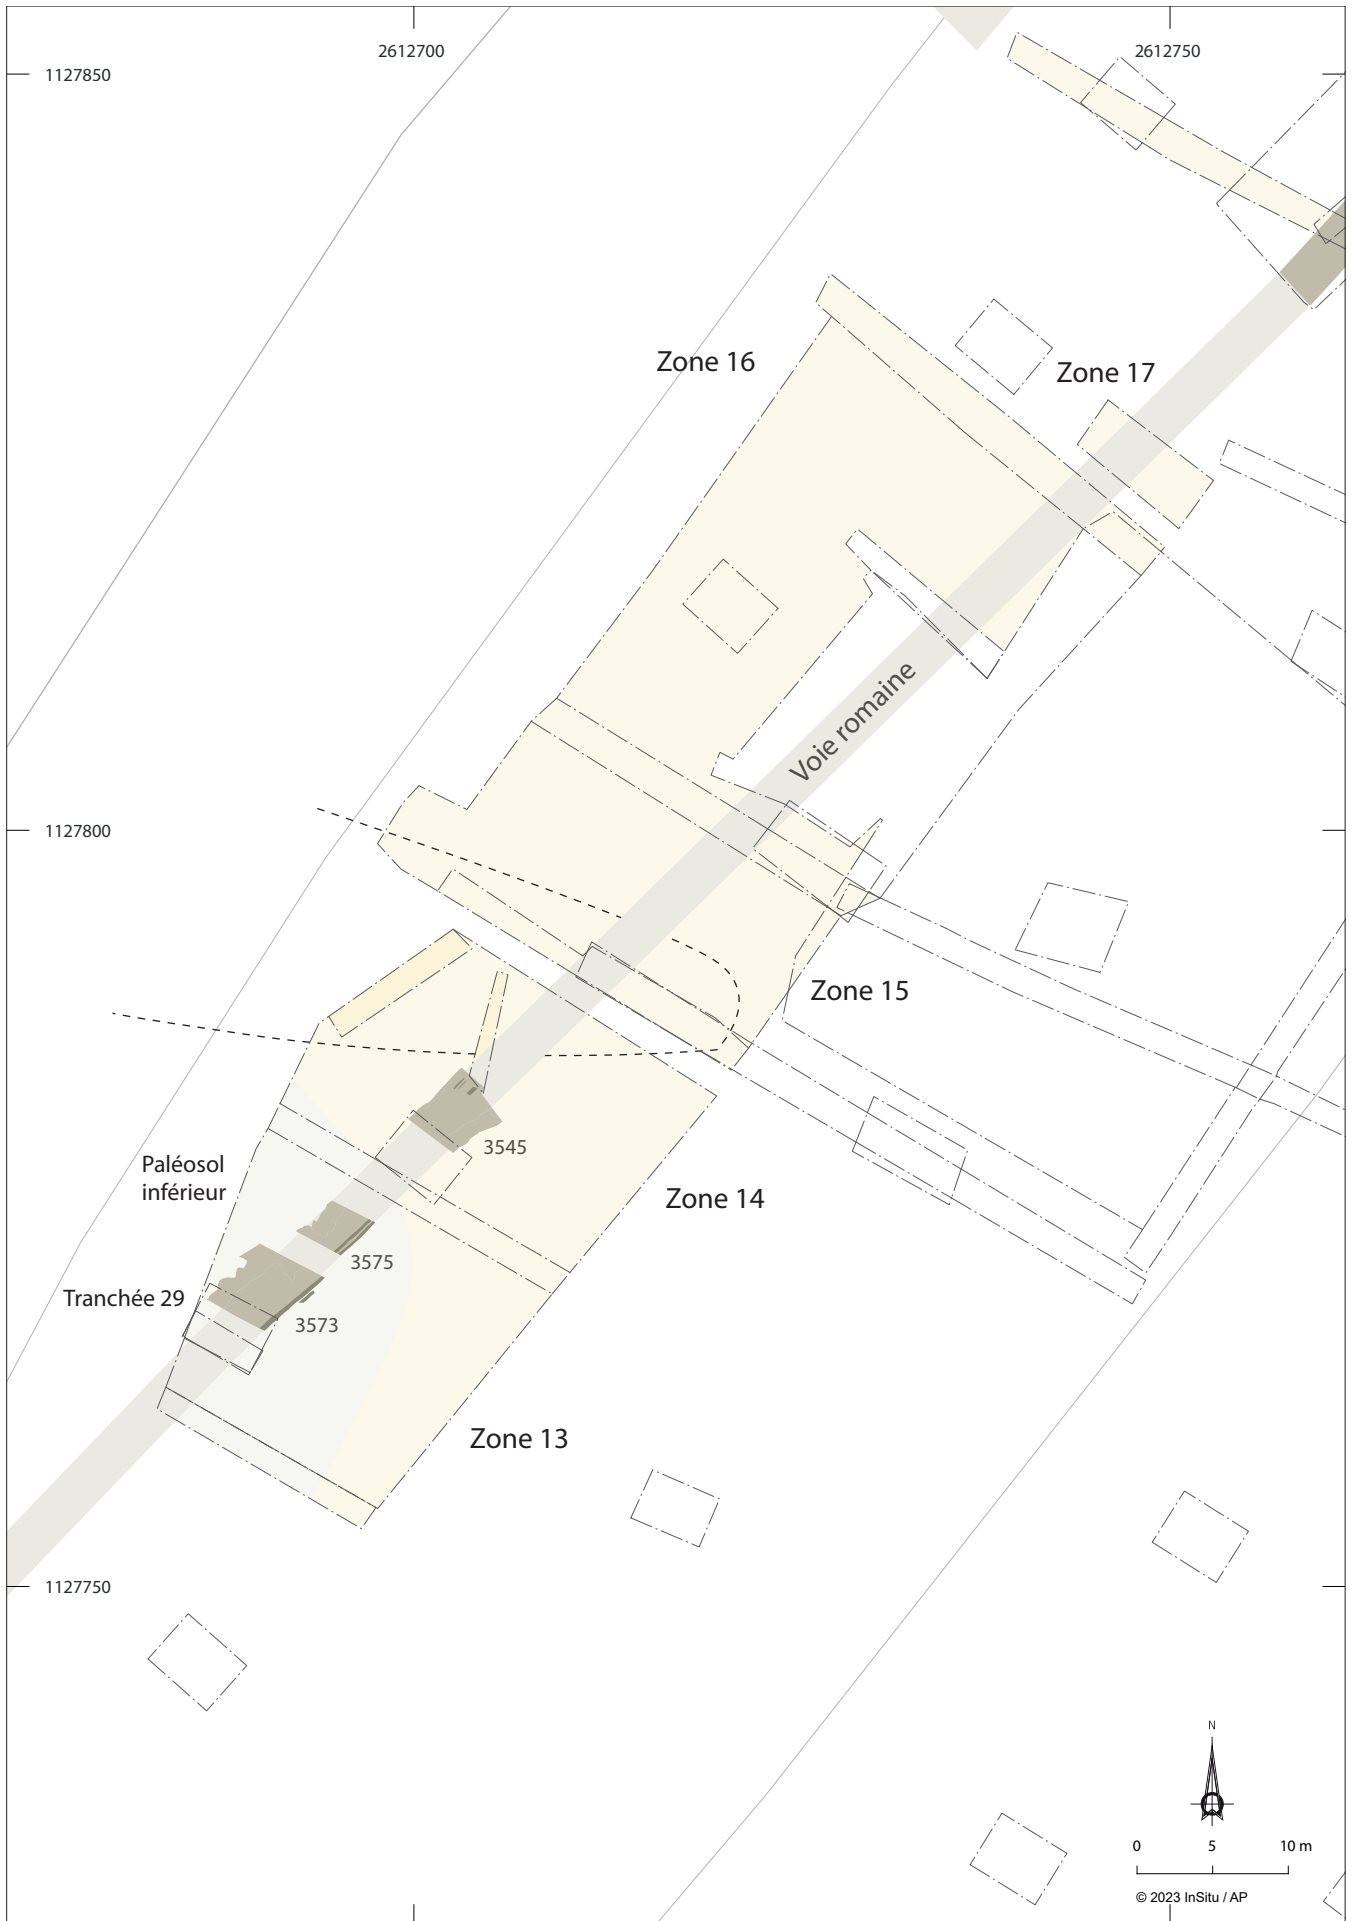 2612700
2612750
1127850
Zone 16
Zone 17
Voie romaine
1127800
Zone 15
3545
Paléosol
inférieur
Zone 14
3575
Tranchée 29
3573
Zone 13
1127750
N
0 5 10 m
© 2023 InSitu / AP